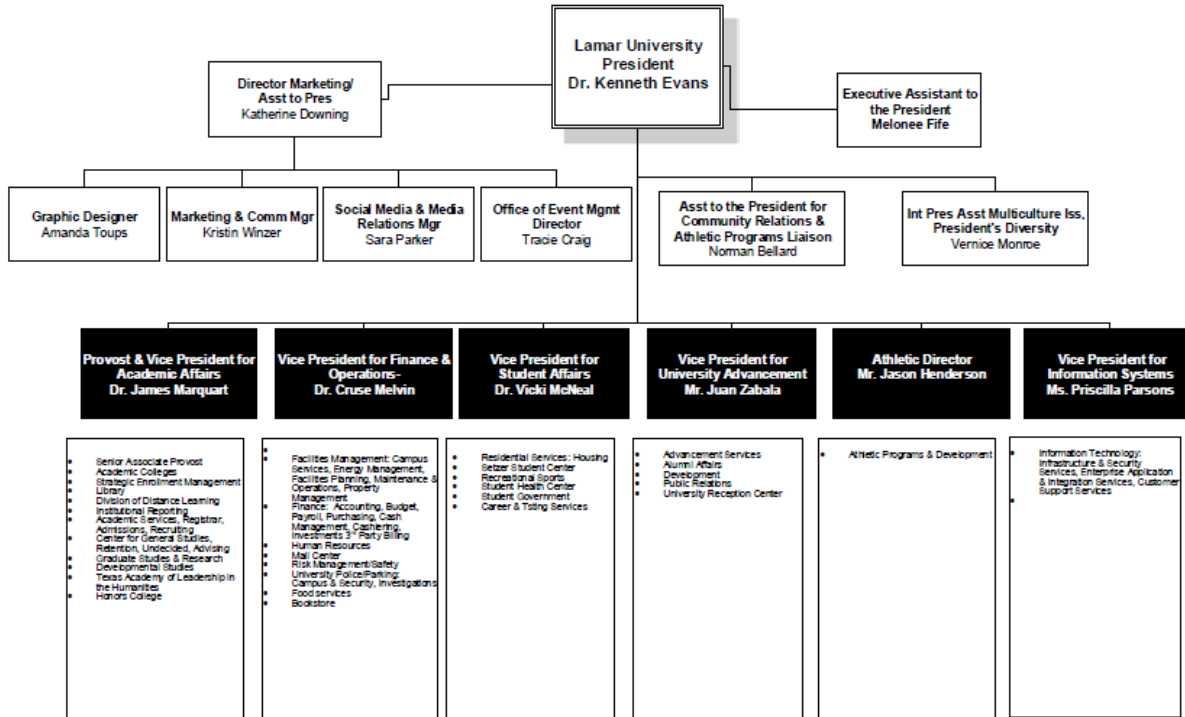 Lamar University
President
Dr. Kenneth Evans
Director Marketing/
Asst to Pres
Katherine Downing
Executive Assistant to
the President
Melonee Fife
Graphic Designer
Amanda Toups
Marketing & Comm Mgr
Kristin Winzer
Social Media & Media
Relations Mgr
Sara Parker
Office of Event Mgmt
Director
Tracie Craig
Asst to the President for
Community Relations &
Athletic Programs Liaison
Norman Bellard
Int Pres Asst Multiculture Iss,
President's Diversity
Vernice Monroe
Provost & Vice President for
Academic Affairs
Dr. James Marquart
Vice President for Finance &
Operations-
Dr. Cruse Melvin
Vice President for
Student Affairs
Dr. Vicki McNeal
Vice President for
University Advancement
Mr. Juan Zabala
Athletic Director
Mr. Jason Henderson
Vice President for
Information Systems
Ms. Priscilla Parsons
• Senior Associate Provost
• Academic Colleges
• Strategic Enrollment Management
• Library
• Division of Distance Learning
• Institutional Reporting
• Academic Services, Registrar,
Admissions, Recruiting
• Center for General Studies,
Retention, Undecided, Advising
• Graduate Studies & Research
• Developmental Studies
• Texas Academy of Leadership in
the Humanities
• Honors College
•
• Facilities Management: Campus
Services, Energy Management,
Facilities Planning, Maintenance &
Operations, Property
Management
• Finance: Accounting, Budget,
Payroll, Purchasing, Cash
Management, Cashiering,
Investments 3rd Party Billing
• Human Resources
• Mail Center
• Risk Management/Safety
• University Police/Parking:
Campus & Security, Investigations
• Food services
• Bookstore
• Residential Services: Housing
• Setzer Student Center
• Recreational Sports
• Student Health Center
• Student Government
• Career & Tsting Services
• Advancement Services
• Alumni Affairs
• Development
• Public Relations
• University Reception Center
• Athletic Programs & Development
• Information Technology:
Infrastructure & Security
Services, Enterprise Application
& Integration Services, Customer
Support Services
•